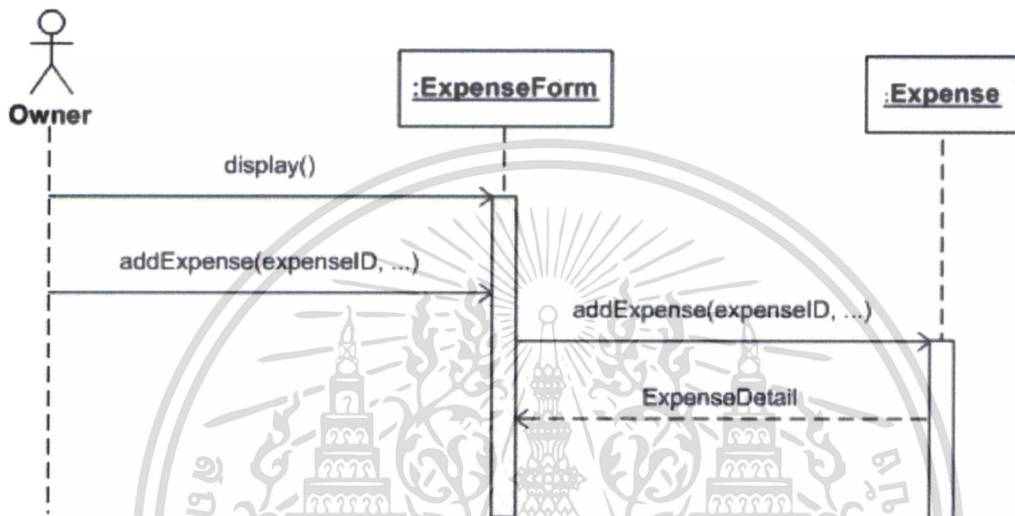 Owner
:ExpenseForm
:Expense
display()
addExpense(expenseID, ...)
addExpense(expenseID, ...)
ExpenseDetail